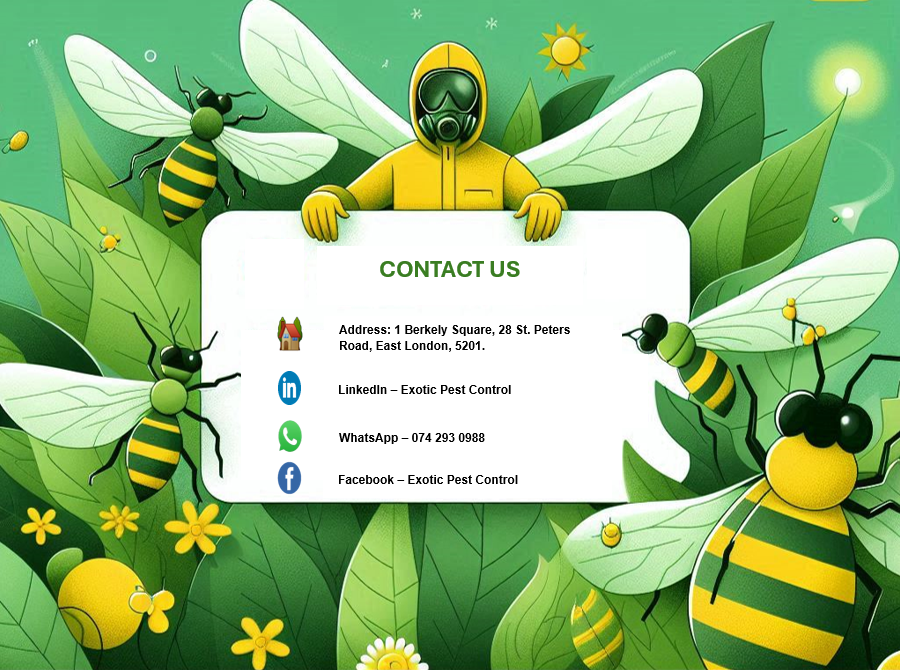 CONTACT US
Address: 1 Berkely Square, 28 St. Peters
Road, East London, 5201.
in
LinkedIn – Exotic Pest Control
WhatsApp – 074 293 0988
f
Facebook – Exotic Pest Control